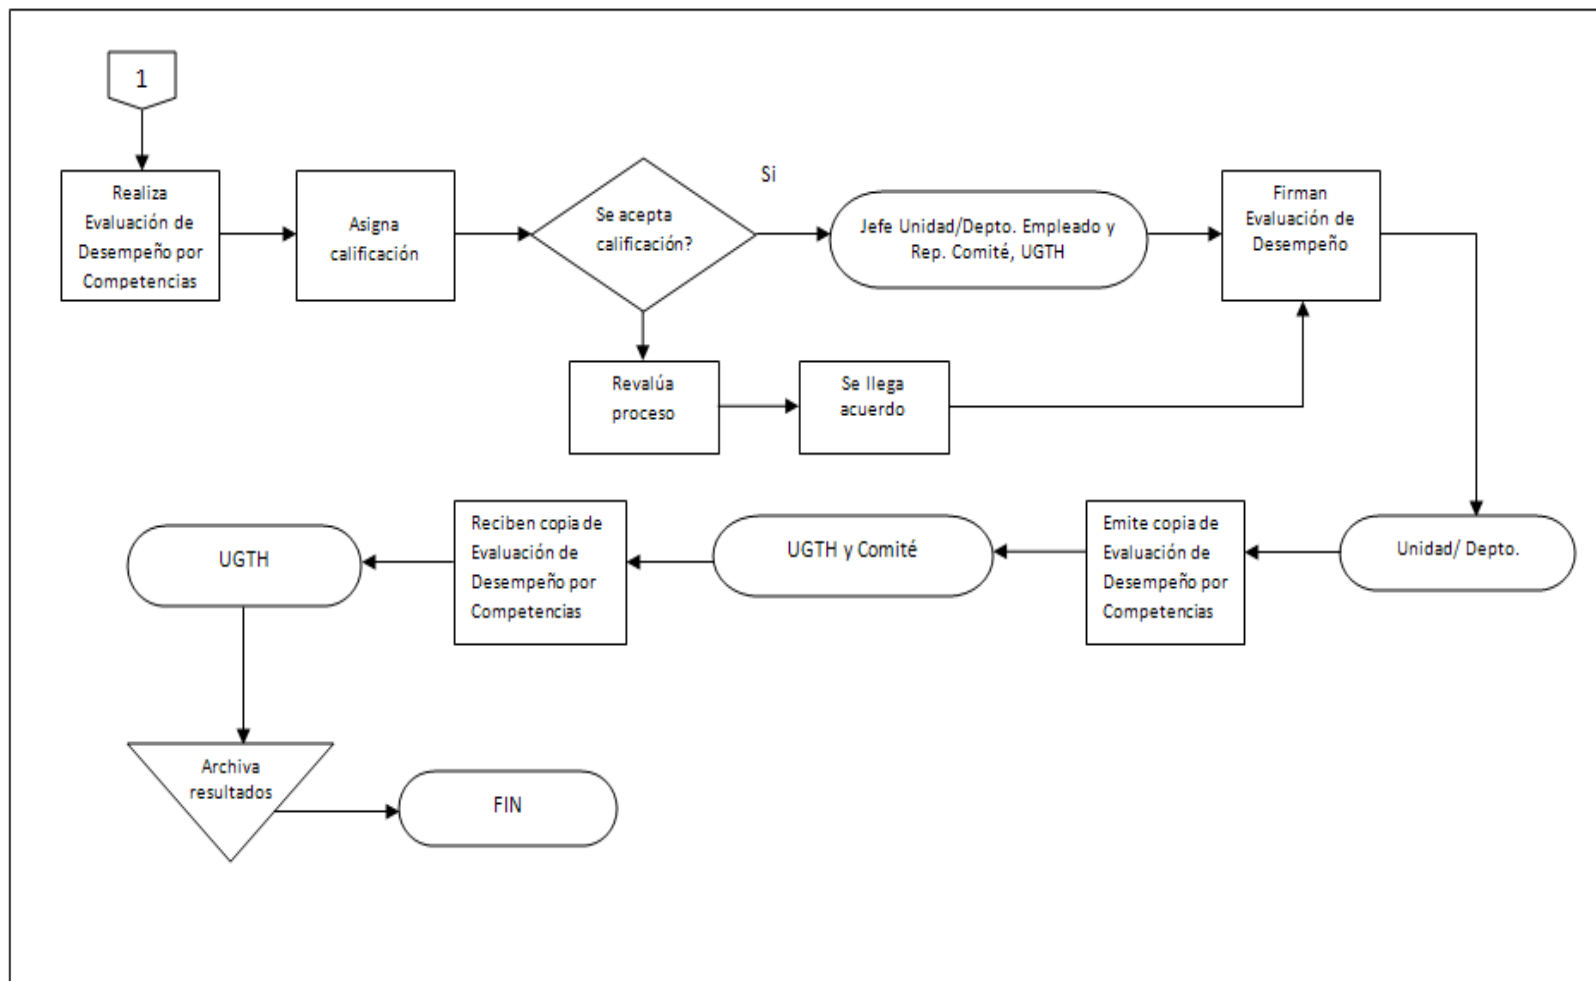 1
Realiza
Evaluación de
Desempeño por
Competencias
Asigna
calificación
Se acepta
calificación?
Si
Jefe Unidad/Depto. Empleado y
Rep. Comité, UGTH
Firman
Evaluación de
Desempeño
Revalúa
proceso
Se llega
acuerdo
Unidad/ Depto.
Emite copia de
Evaluación de
Desempeño por
Competencias
UGTH y Comité
Reciben copia de
Evaluación de
Desempeño por
Competencias
UGTH
Archiva
resultados
FIN